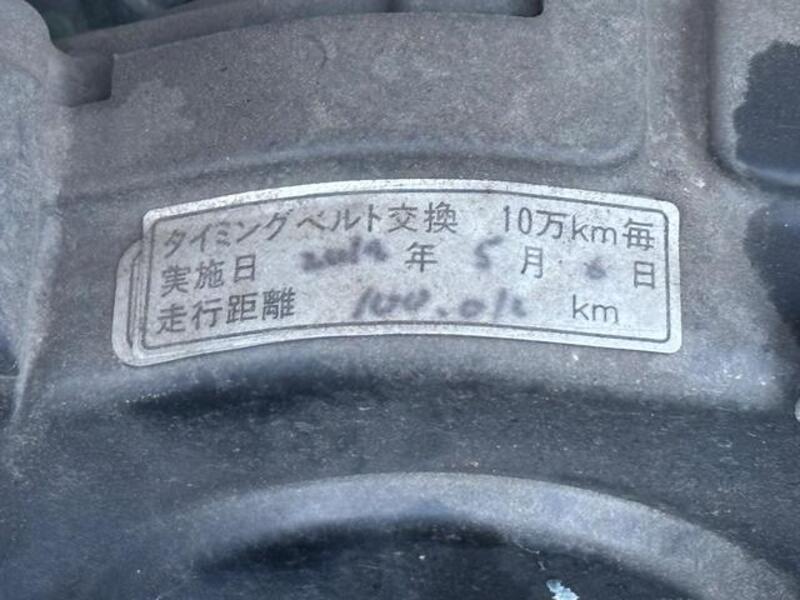 タイミングベルト交換 10万km毎
実施日 年 5月 日
走行距離 km